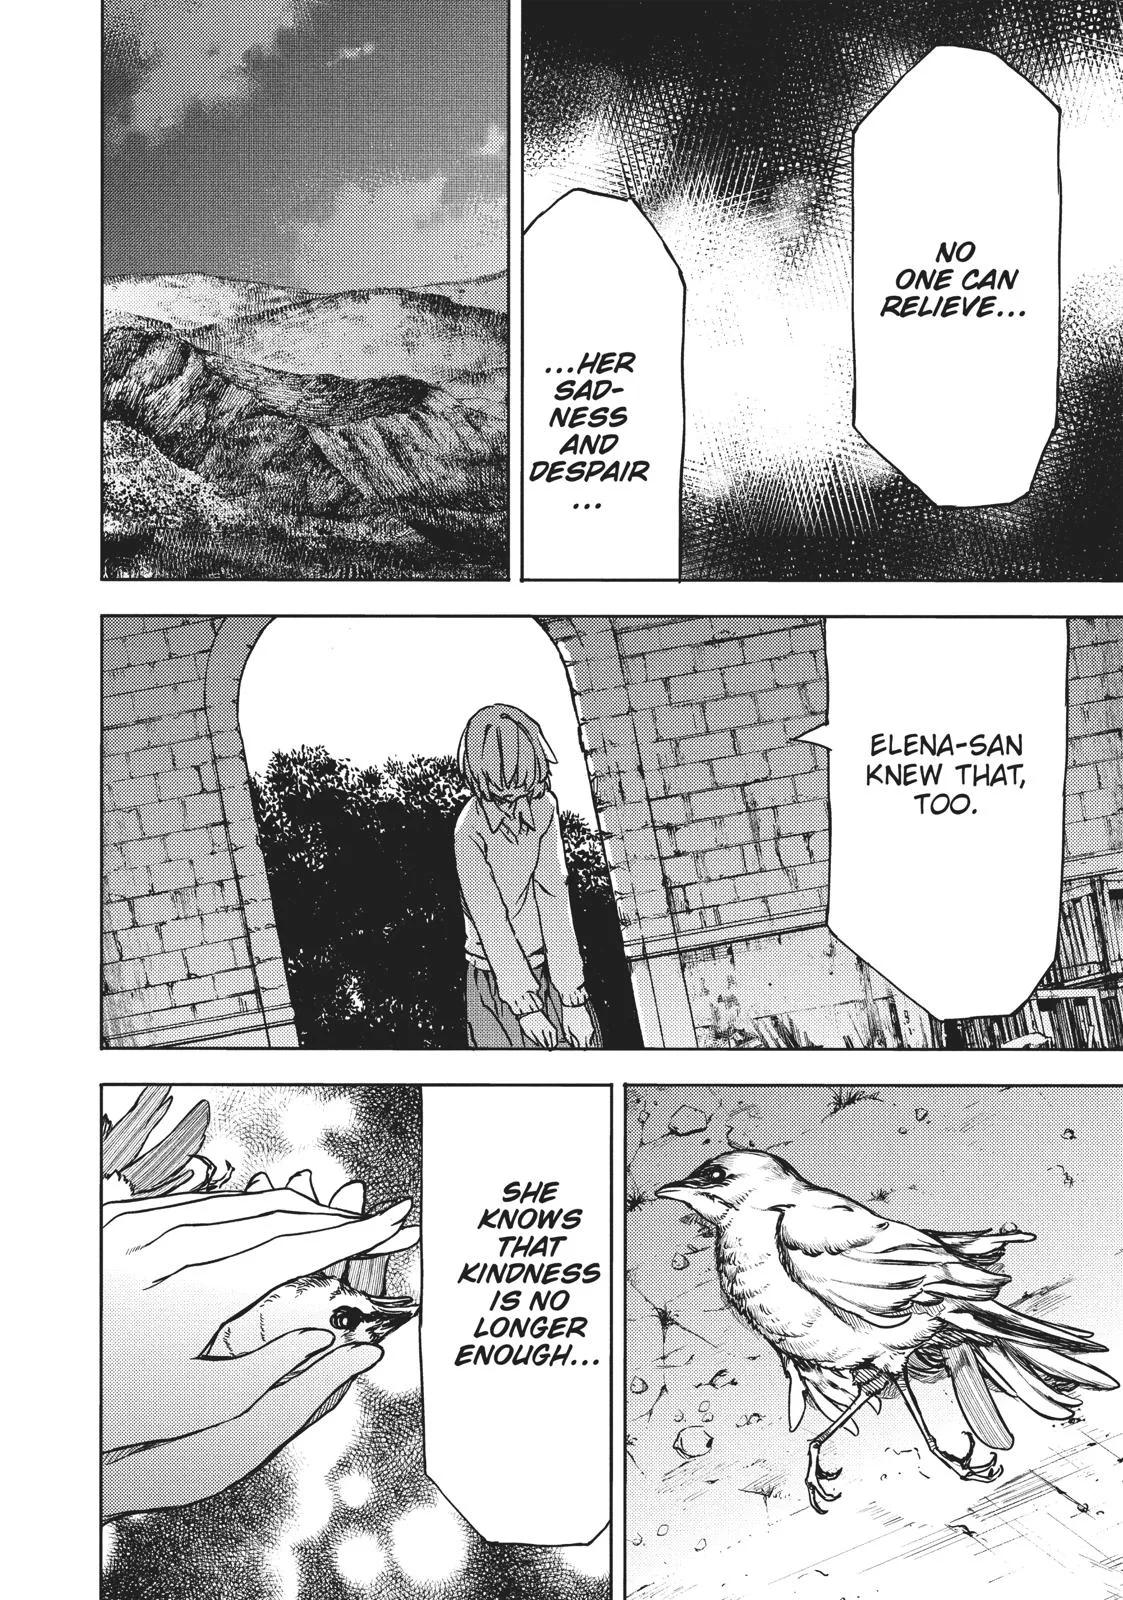 NO
ONE CAN
RELIEVE...
...HER
SAD-
NESS
AND
DESPAIR
...
ELENA-SAN
KNEW THAT,
TOO.
SHE
KNOWS
THAT
KINDNESS
IS NO
LONGER
ENOUGH...